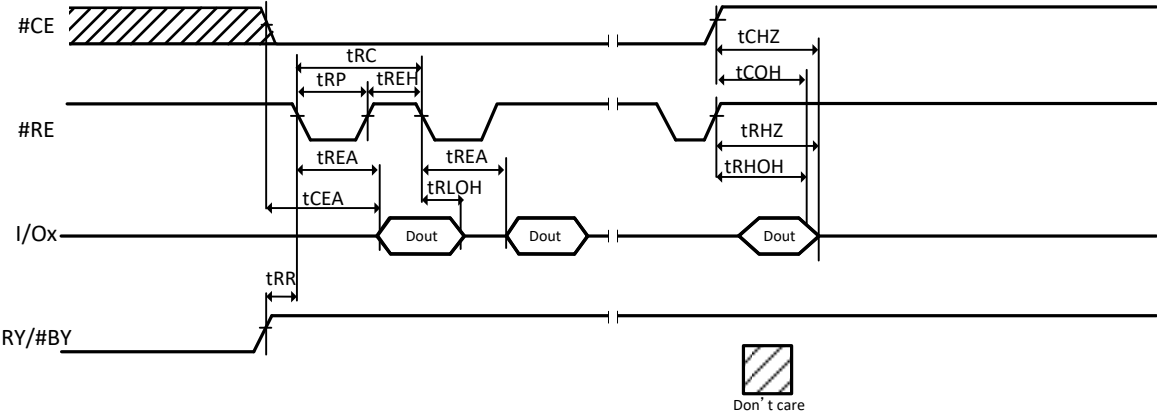 #CE
tCHZ
tRC
tCOH
tRP
tREH
#RE
tRHZ
tREA
tREA
tRHOH
tRLOH
tCEA
I/Ox
Dout
Dout
Dout
tRR
RY/#BY
Don't care